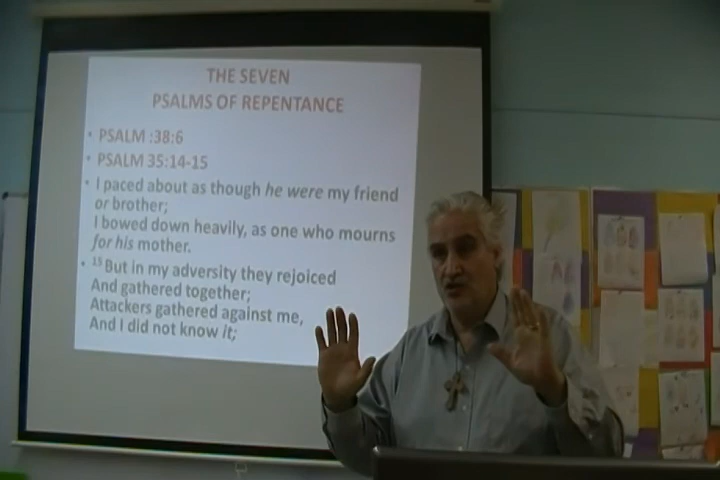 THE SEVEN
PSALMS OF REPENTANCE
• PSALM :38:6
• PSALM 35:14-15
• I paced about as though he were my friend
or brother;
I bowed down heavily, as one who mourns
for his mother.
• 15 But in my adversity they rejoiced
And gathered together;
Attackers gathered against me,
And I did not know it;